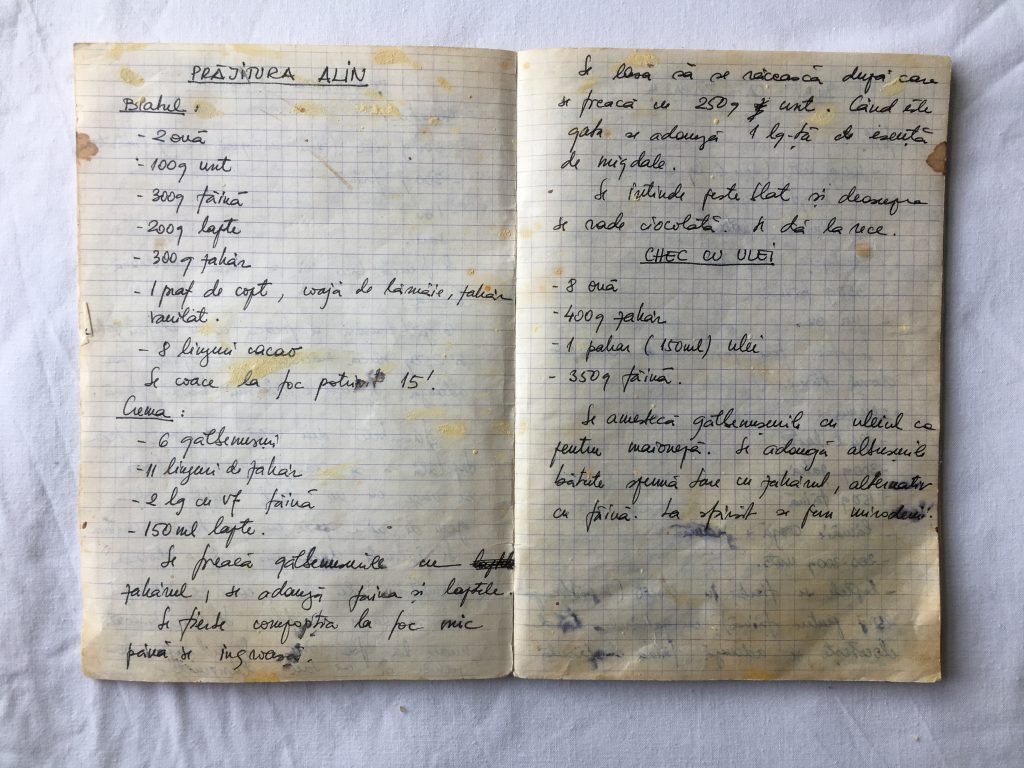 PRĂJITURA ALIN
Blatul:
- 2 ouă
- 100g unt
- 300g făină
- 200g lapte
- 300g zahăr
- 1 praf de copt, coajă de lămâie, zahăr
vanilat.
- 8 linguri cacao
Se coace la foc potrivit 15'.
Crema:
- 6 gălbenușuri
- 11 linguri de zahăr
- 2 lg cu vf făină
- 150 ml lapte.
Se freacă gălbenușurile cu
zahărul, se adaugă făina și laptele.
Se fierbe compoziția la foc mic
până se îngroașă.
Se lasă să se răcească după care
se freacă cu 250g unt. Când este
gata se adaugă 1 lg-ță de esență
de migdale.
Se întinde peste blat și deasupra
se rade ciocolată. Se dă la rece.
CHEC CU ULEI
- 8 ouă
- 400g zahăr
- 1 pahar (150ml) ulei
- 350g făină.
Se amestecă gălbenușurile cu uleiul ca
pentru maioneză. Se adaugă albușurile
bătute spumă tare cu zahărul, alternativ
cu făină. La sfârșit se pun mirodenii.